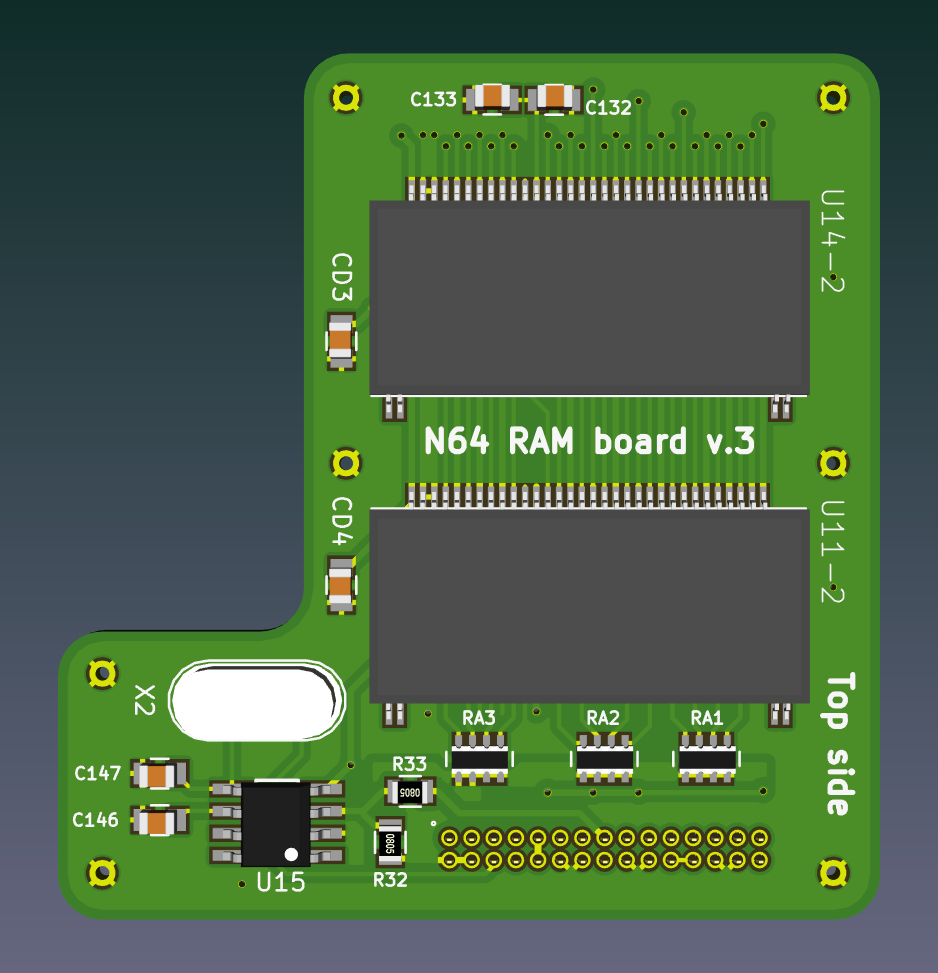 C133
C132
U14-2
CD3
N64 RAM board v.3
CD4
U11-2
X2
Top side
RA3
RA2
RA1
R33
C147
0805
C146
0805
U15
R32